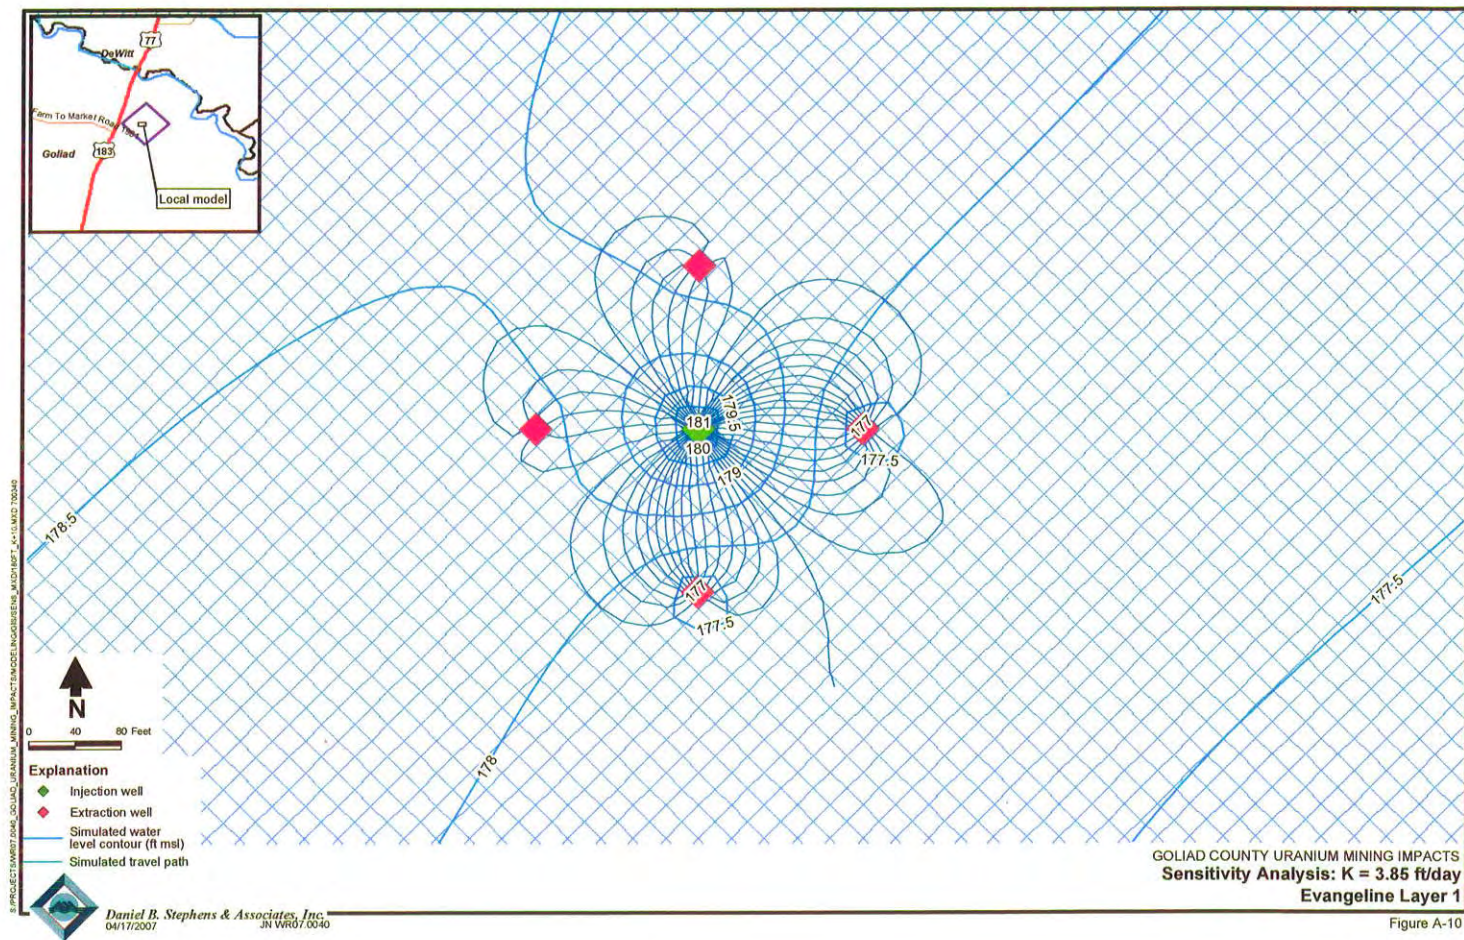 77
DeWitt
Farm To Market Road 1961
Goliad
183
Local model
181
179.5
180
179
177
177.5
177
177.5
178.5
178
177.5
N
0 40 80 Feet
Explanation
Injection well
Extraction well
Simulated water
level contour (ft msl)
Simulated travel path
GOLIAD COUNTY URANIUM MINING IMPACTS
Sensitivity Analysis: K = 3.85 ft/day
Evangeline Layer 1
Daniel B. Stephens & Associates, Inc.
04/17/2007 JN WR07.0040
Figure A-10